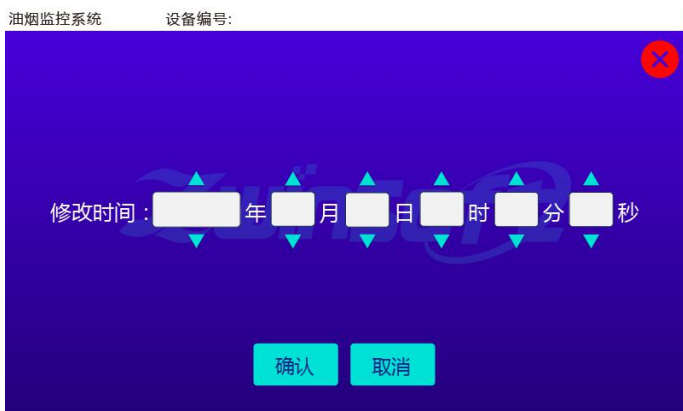 油烟监控系统 设备编号:
修改时间: 年 月 日 时 分 秒
确认 取消